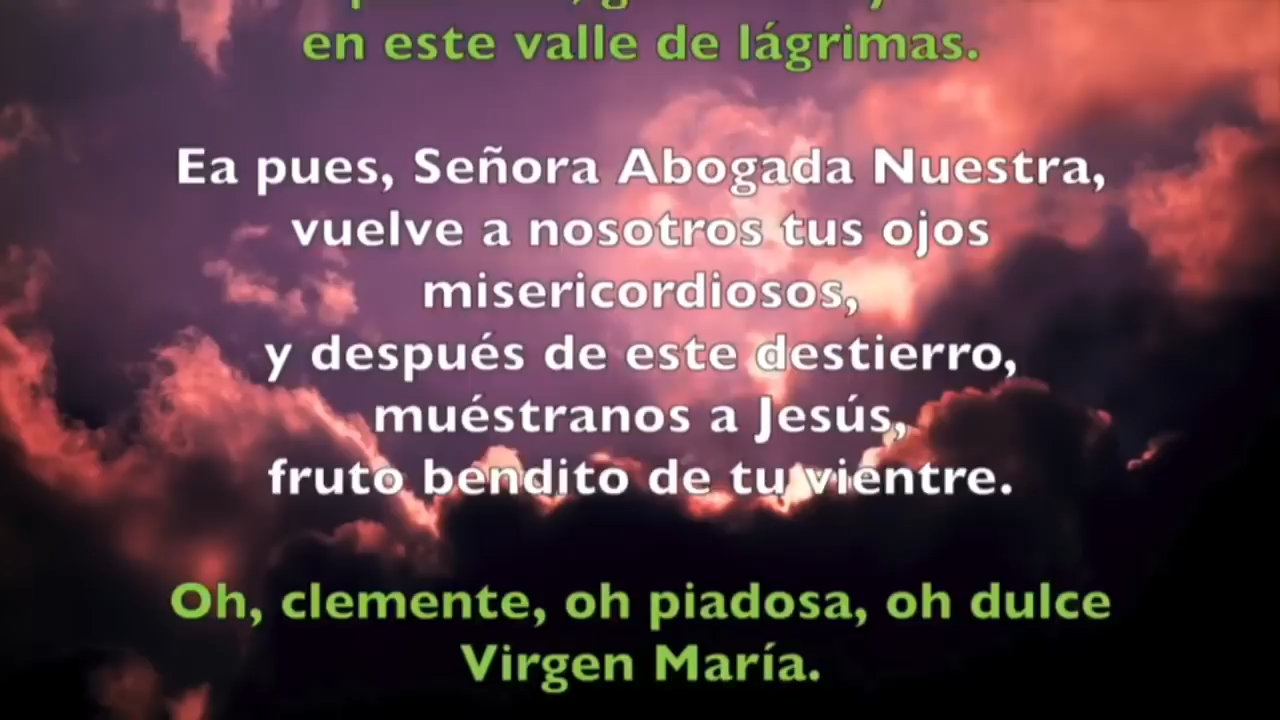 en este valle de lágrimas.
Ea pues, Señora Abogada Nuestra,
vuelve a nosotros tus ojos
misericordiosos,
y después de este destierro,
muéstranos a Jesús,
fruto bendito de tu vientre.
Oh, clemente, oh piadosa, oh dulce
Virgen María.